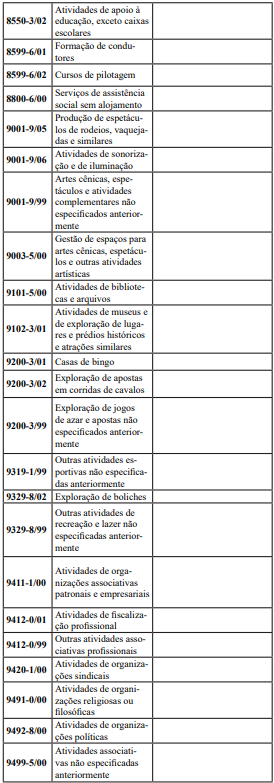 8550-3/02
Atividades de apoio à
educação, exceto caixas
escolares
8599-6/01
Formação de condu-
tores
8599-6/02
Cursos de pilotagem
8800-6/00
Serviços de assistência
social sem alojamento
9001-9/05
Produção de espetácu-
los de rodeios, vaqueja-
das e similares
9001-9/06
Atividades de sonoriza-
ção e de iluminação
9001-9/99
Artes cênicas, espe-
táculos e atividades
complementares não
especificados anterior-
mente
9003-5/00
Gestão de espaços para
artes cênicas, espetácu-
los e outras atividades
artísticas
9101-5/00
Atividades de bibliote-
cas e arquivos
9102-3/01
Atividades de museus e
de exploração de luga-
res e prédios históricos
e atrações similares
9200-3/01
Casas de bingo
9200-3/02
Exploração de apostas
em corridas de cavalos
9200-3/99
Exploração de jogos
de azar e apostas não
especificados anterior-
mente
9319-1/99
Outras atividades es-
portivas não especifica-
das anteriormente
9329-8/02
Exploração de boliches
9329-8/99
Outras atividades de
recreação e lazer não
especificadas anterior-
mente
9411-1/00
Atividades de orga-
nizações associativas
patronais e empresariais
9412-0/01
Atividades de fiscaliza-
ção profissional
9412-0/99
Outras atividades asso-
ciativas profissionais
9420-1/00
Atividades de organiza-
ções sindicais
9491-0/00
Atividades de organi-
zações religiosas ou
filosóficas
9492-8/00
Atividades de organiza-
ções políticas
9499-5/00
Atividades associati-
vas não especificadas
anteriormente